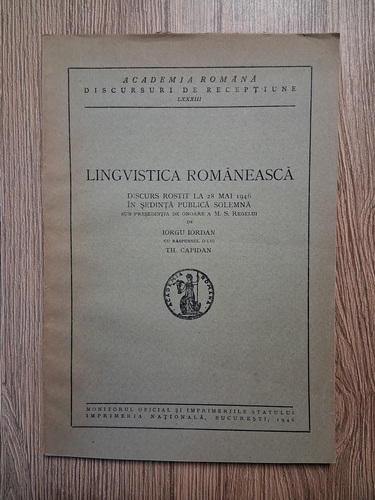 ACADEMIA ROMÂNĂ
DISCURSURI DE RECEPȚIUNE
LXXXIII
LINGVISTICA ROMÂNEASCĂ
DISCURS ROSTIT LA 28 MAI 1946
ÎN ȘEDINȚĂ PUBLICĂ SOLEMNĂ
SUB PREȘEDINȚIA DE ONOARE A M. S. REGELUI
DE
IORGU IORDAN
CU RĂSPUNSUL D-LUI
TH. CAPIDAN
ACADEMIA ROMÂNĂ
MONITORUL OFICIAL ȘI IMPRIMERIILE STATULUI
IMPRIMERIA NAȚIONALĂ, BUCUREȘTI, 1946